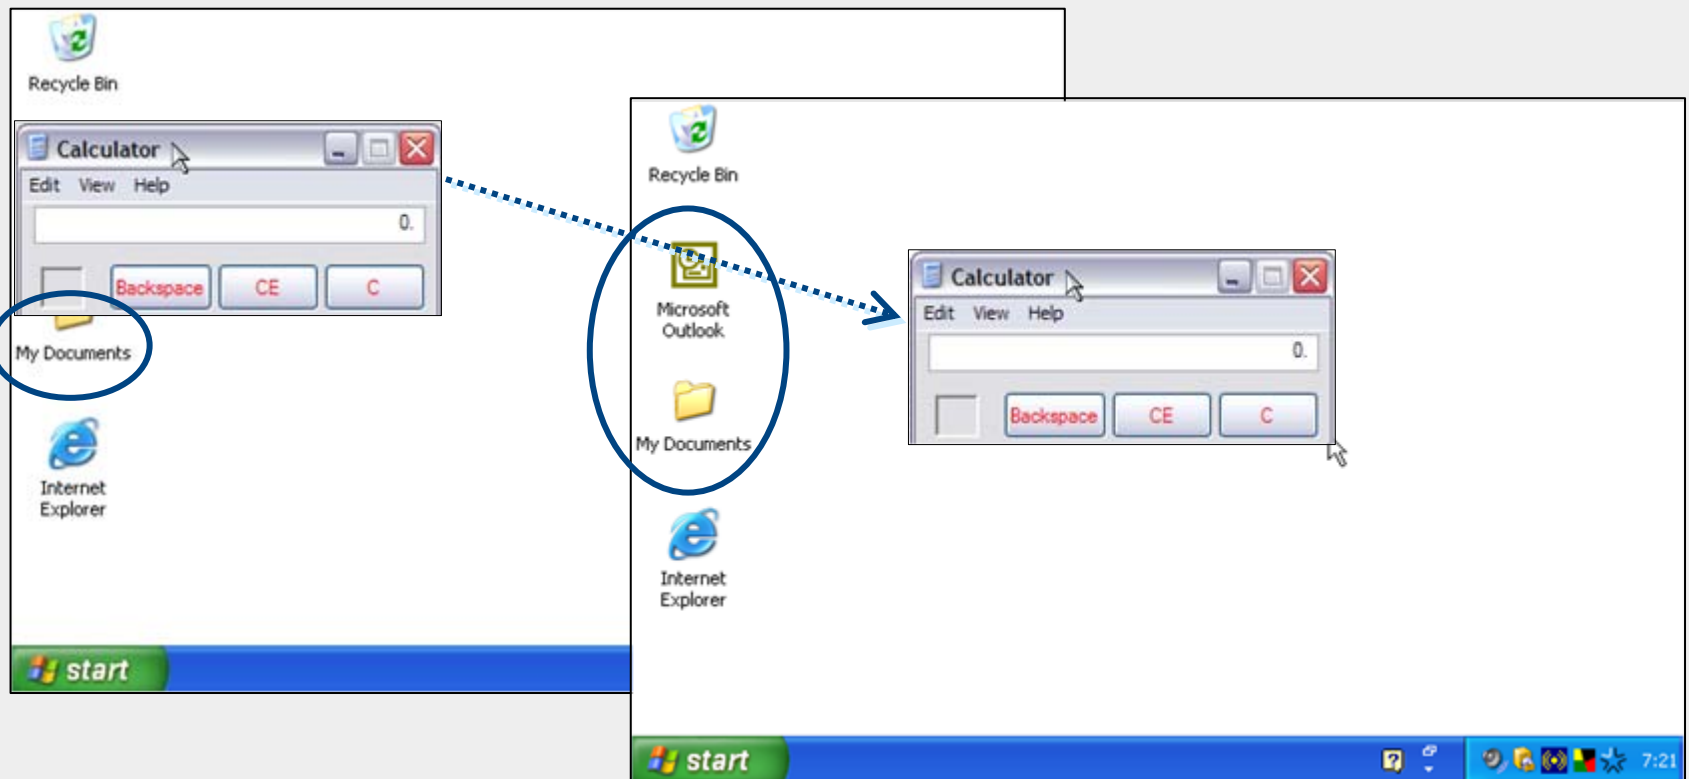 Recycle Bin
Calculator
Edit View Help
0.
Backspace CE C
My Documents
Internet
Explorer
start
Recycle Bin
Microsoft
Outlook
My Documents
Internet
Explorer
Calculator
Edit View Help
0.
Backspace CE C
start
7:21